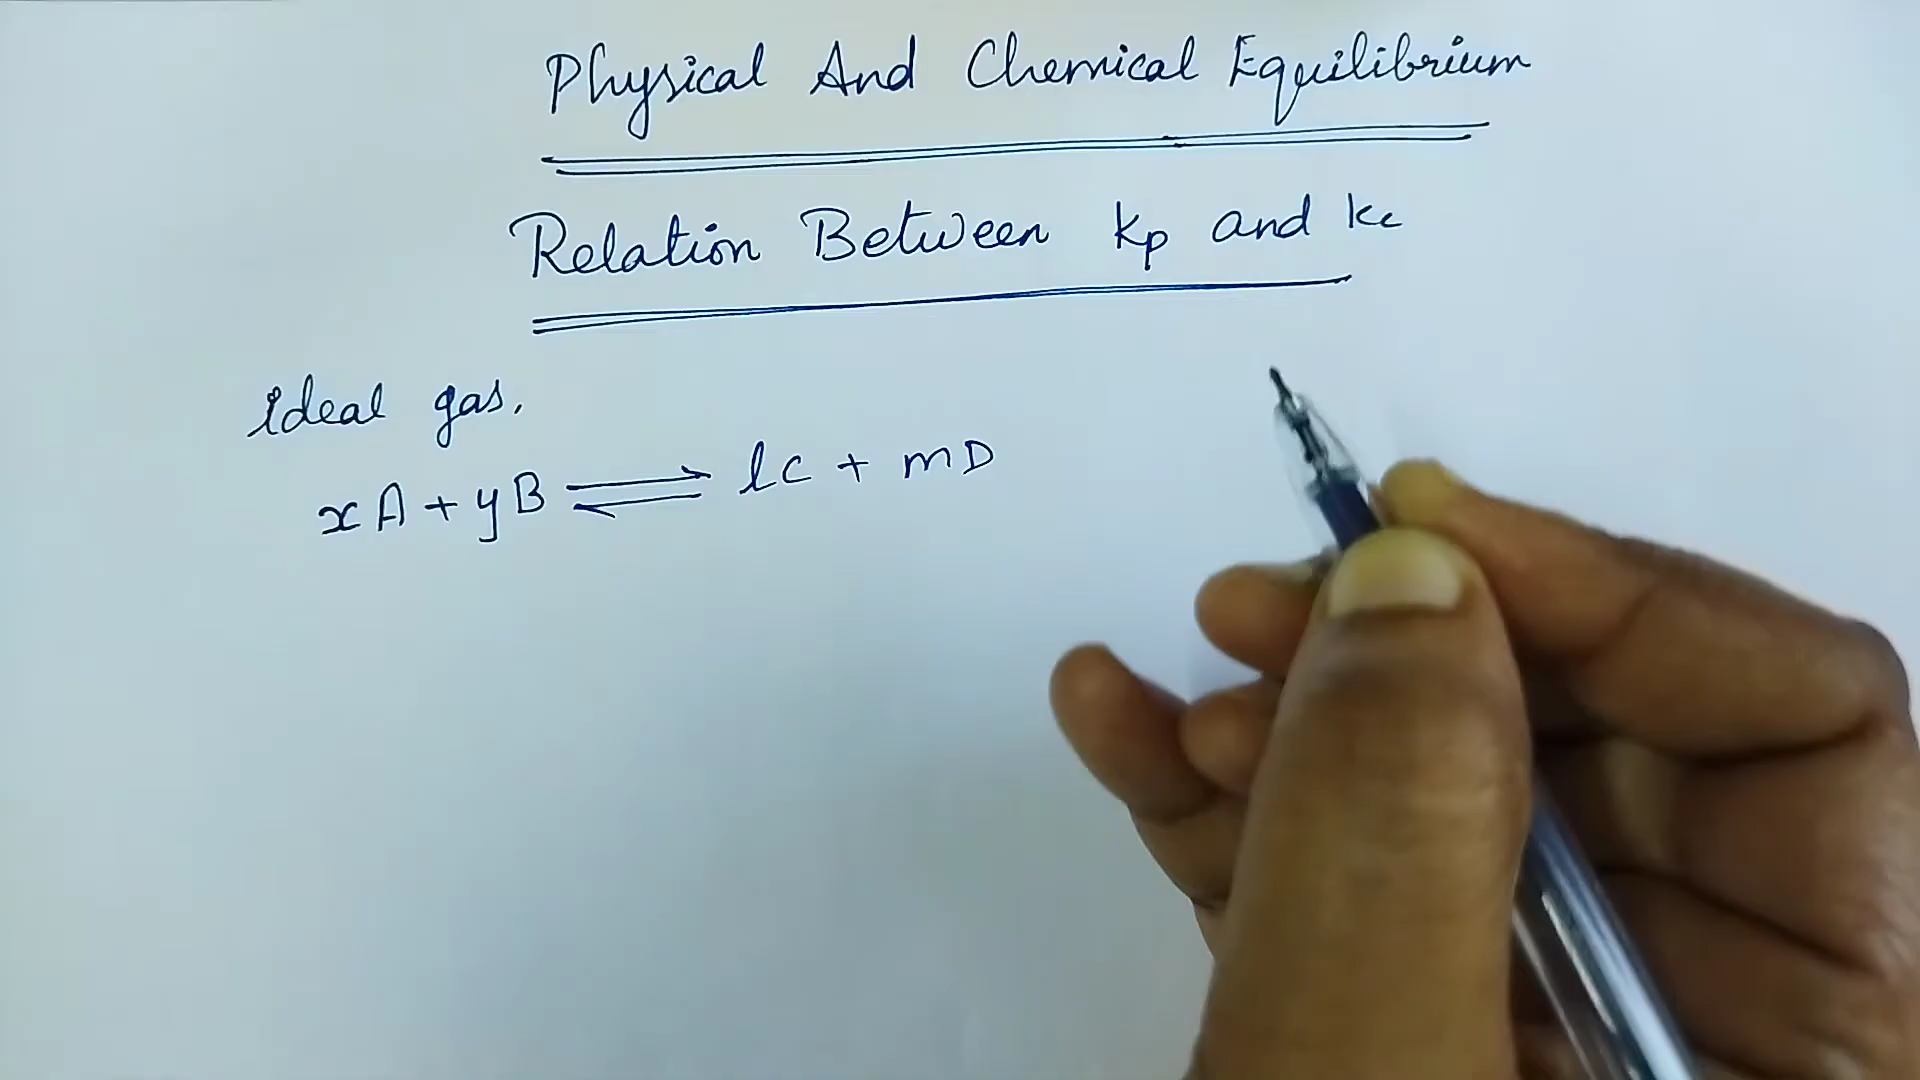 Physical And Chemical Equilibrium
Relation Between Kp and Kc
ideal gas.
xA + yB ⇌ lC + mD